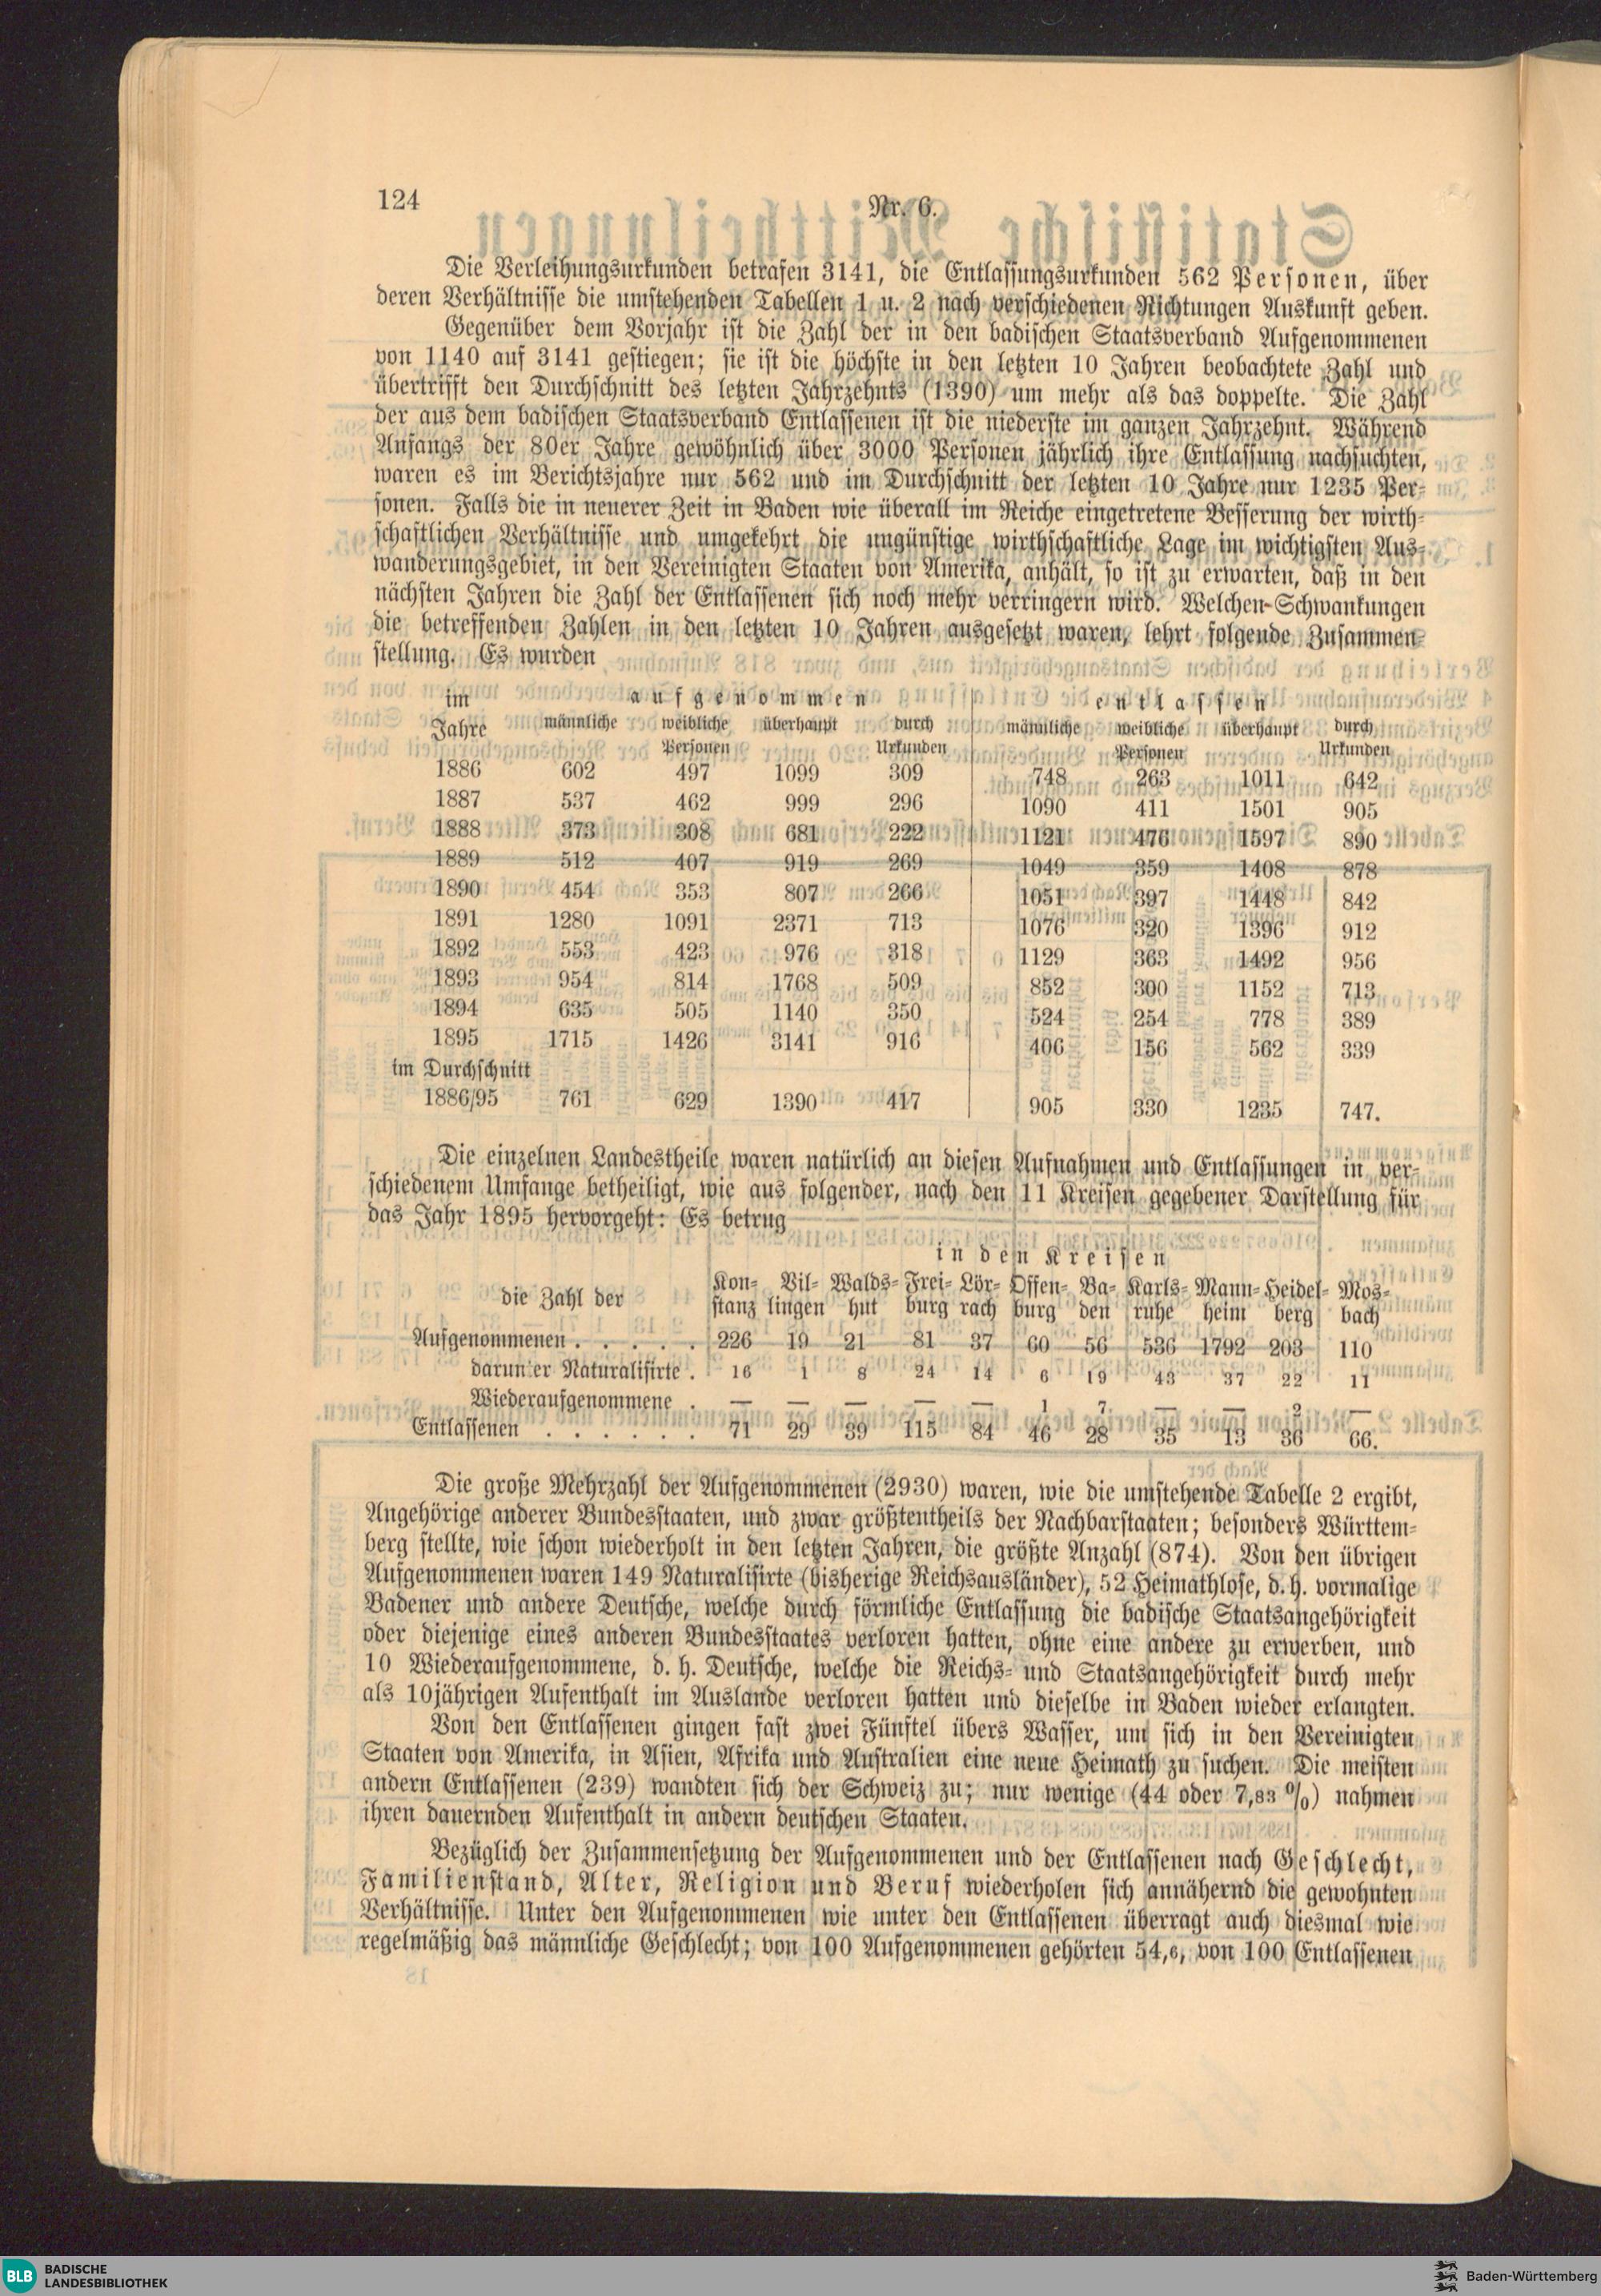 124
Nr. 6.
Die Verleihungsurkunden betrafen 3141, die Entlassungsurkunden 562 Personen, über
deren Verhältnisse die umstehenden Tabellen 1 u. 2 nach verschiedenen Richtungen Auskunft geben.
Gegenüber dem Vorjahr ist die Zahl der in den badischen Staatsverband Aufgenommenen
von 1140 auf 3141 gestiegen; sie ist die höchste in den letzten 10 Jahren beobachtete Zahl und
übertrifft den Durchschnitt des letzten Jahrzehnts (1390) um mehr als das doppelte. Die Zahl
der aus dem badischen Staatsverband Entlassenen ist die niederste im ganzen Jahrzehnt. Während
Anfangs der 80er Jahre gewöhnlich über 3000 Personen jährlich ihre Entlassung nachsuchten,
waren es im Berichtsjahre nur 562 und im Durchschnitt der letzten 10 Jahre nur 1235 Per-
sonen. Falls die in neuerer Zeit in Baden wie überall im Reiche eingetretene Besserung der wirth-
schaftlichen Verhältnisse und umgekehrt die ungünstige wirthschaftliche Lage im wichtigsten Aus-
wanderungsgebiet, in den Vereinigten Staaten von Amerika, anhält, so ist zu erwarten, daß in den
nächsten Jahren die Zahl der Entlassenen sich noch mehr verringern wird. Welchen Schwankungen
die betreffenden Zahlen in den letzten 10 Jahren ausgesetzt waren, lehrt folgende Zusammen-
stellung. Es wurden
im aufgenommen entlassen
Jahre männliche weibliche überhaupt durch männliche weibliche überhaupt durch
Personen Urkunden Personen Urkunden
1886 602 497 1099 309 748 263 1011 642
1887 537 462 999 296 1090 411 1501 905
1888 373 308 681 222 1121 476 1597 890
1889 512 407 919 269 1049 359 1408 878
1890 454 353 807 266 1051 397 1448 842
1891 1280 1091 2371 713 1076 320 1396 912
1892 553 423 976 318 1129 363 1492 956
1893 954 814 1768 509 852 300 1152 713
1894 635 505 1140 350 524 254 778 389
1895 1715 1426 3141 916 406 156 562 339
im Durchschnitt
1886/95 761 629 1390 417 905 330 1235 747.
Die einzelnen Landestheile waren natürlich an diesen Aufnahmen und Entlassungen in ver-
schiedenem Umfange betheiligt, wie aus folgender, nach den 11 Kreisen gegebener Darstellung für
das Jahr 1895 hervorgeht: Es betrug
in den Kreisen
die Zahl der Kon- Vil- Walds- Frei- Lör- Offen- Ba- Karls- Mann- Heidel- Mos-
stanz lingen hut burg rach burg den ruhe heim berg bach
Aufgenommenen . . . . . 226 19 21 81 37 60 56 536 1792 203 110
darunter Naturalisirte . 16 1 8 24 14 6 19 43 37 22 11
Wiederaufgenommene . — — — — — 1 7 — — 2 —
Entlassenen . . . . . . 71 29 39 115 84 46 28 35 13 36 66.
Die große Mehrzahl der Aufgenommenen (2930) waren, wie die umstehende Tabelle 2 ergibt,
Angehörige anderer Bundesstaaten, und zwar größtentheils der Nachbarstaaten; besonders Württem-
berg stellte, wie schon wiederholt in den letzten Jahren, die größte Anzahl (874). Von den übrigen
Aufgenommenen waren 149 Naturalisirte (bisherige Reichsausländer), 52 Heimathlose, d. h. vormalige
Badener und andere Deutsche, welche durch förmliche Entlassung die badische Staatsangehörigkeit
oder diejenige eines anderen Bundesstaates verloren hatten, ohne eine andere zu erwerben, und
10 Wiederaufgenommene, d. h. Deutsche, welche die Reichs- und Staatsangehörigkeit durch mehr
als 10jährigen Aufenthalt im Auslande verloren hatten und dieselbe in Baden wieder erlangten.
Von den Entlassenen gingen fast zwei Fünftel übers Wasser, um sich in den Vereinigten
Staaten von Amerika, in Asien, Afrika und Australien eine neue Heimath zu suchen. Die meisten
andern Entlassenen (239) wandten sich der Schweiz zu; nur wenige (44 oder 7,83 %) nahmen
ihren dauernden Aufenthalt in andern deutschen Staaten.
Bezüglich der Zusammensetzung der Aufgenommenen und der Entlassenen nach Geschlecht,
Familienstand, Alter, Religion und Beruf wiederholen sich annähernd die gewohnten
Verhältnisse. Unter den Aufgenommenen wie unter den Entlassenen überragt auch diesmal wie
regelmäßig das männliche Geschlecht; von 100 Aufgenommenen gehörten 54,6, von 100 Entlassenen
BLB BADISCHE
LANDESBIBLIOTHEK
Baden-Württemberg